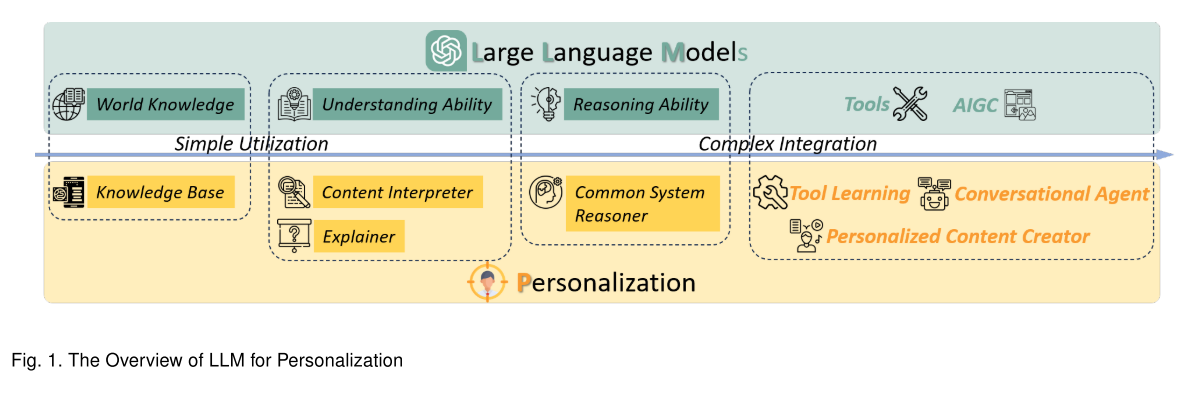 Large Language Models
World Knowledge
Understanding Ability
Reasoning Ability
Tools
AIGC
Simple Utilization
Complex Integration
Knowledge Base
Content Interpreter
Explainer
Common System
Reasoner
Tool Learning
Conversational Agent
Personalized Content Creator
Personalization
Fig. 1. The Overview of LLM for Personalization